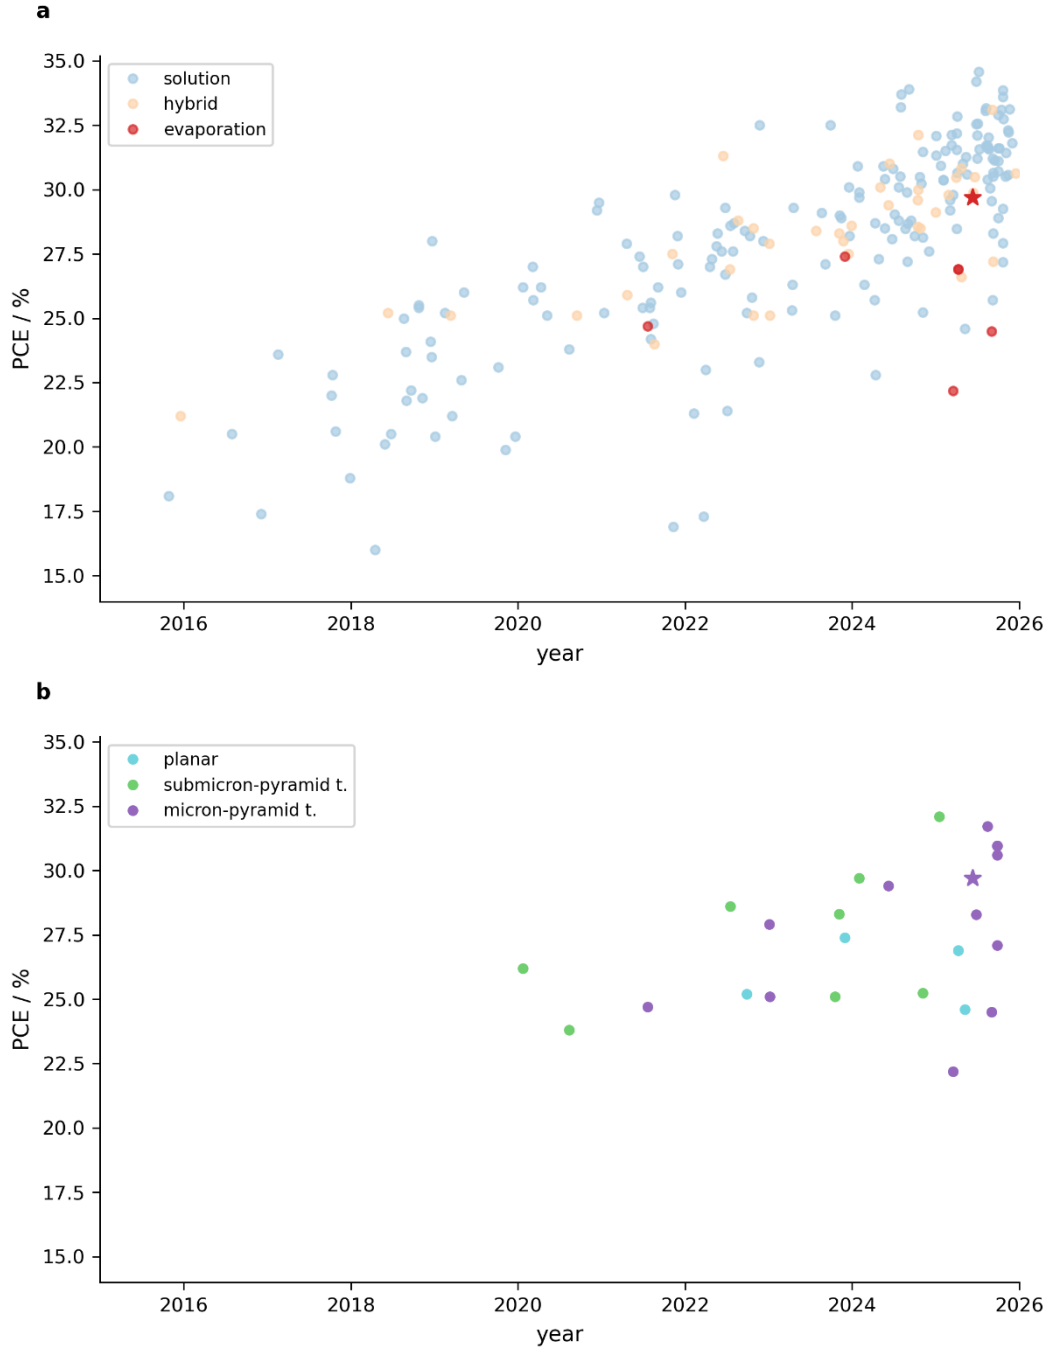 a
35.0
solution
hybrid
evaporation
32.5
30.0
27.5
25.0
22.5
20.0
17.5
15.0
PCE / %
2016 2018 2020 2022 2024 2026
year
b
35.0
planar
submicron-pyramid t.
micron-pyramid t.
32.5
30.0
27.5
25.0
22.5
20.0
17.5
15.0
PCE / %
2016 2018 2020 2022 2024 2026
year